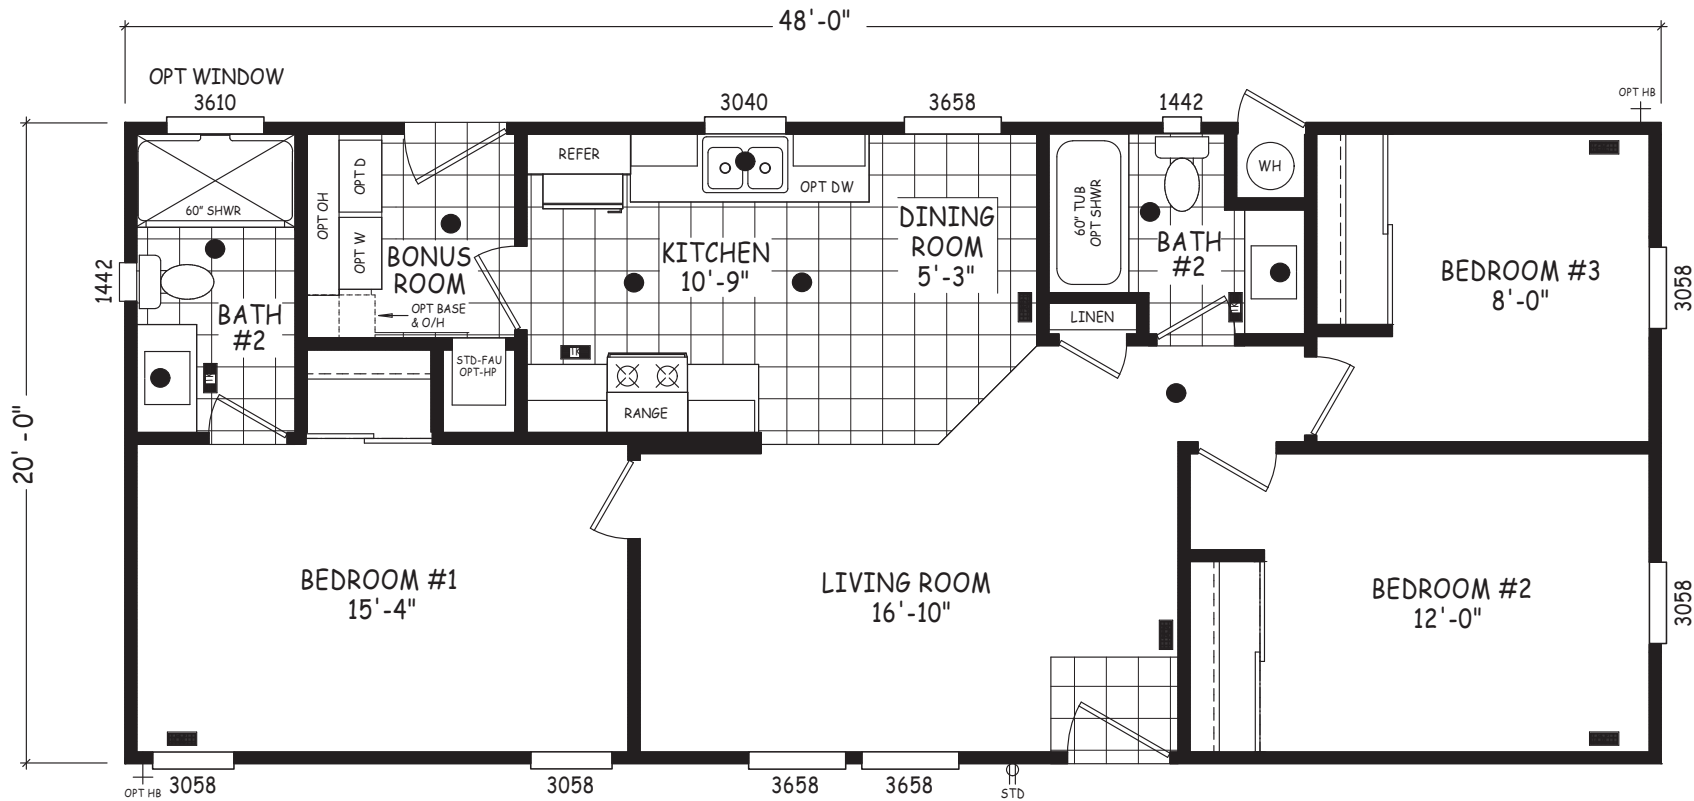 48'-0"
OPT WINDOW
3610
3040
3658
1442
OPT HB
60" SHWR
OPT OH
OPT D
OPT W
BONUS
ROOM
OPT BASE
& O/H
REFER
OPT DW
KITCHEN
10'-9"
DINING
ROOM
5'-3"
60" TUB
OPT SHWR
BATH
#2
WH
LINEN
BEDROOM #3
8'-0"
3058
1442
BATH
#2
STD-FAU
OPT-HP
RANGE
20'-0"
BEDROOM #1
15'-4"
LIVING ROOM
16'-10"
BEDROOM #2
12'-0"
3058
OPT HB
3058
3058
3658
3658
STD